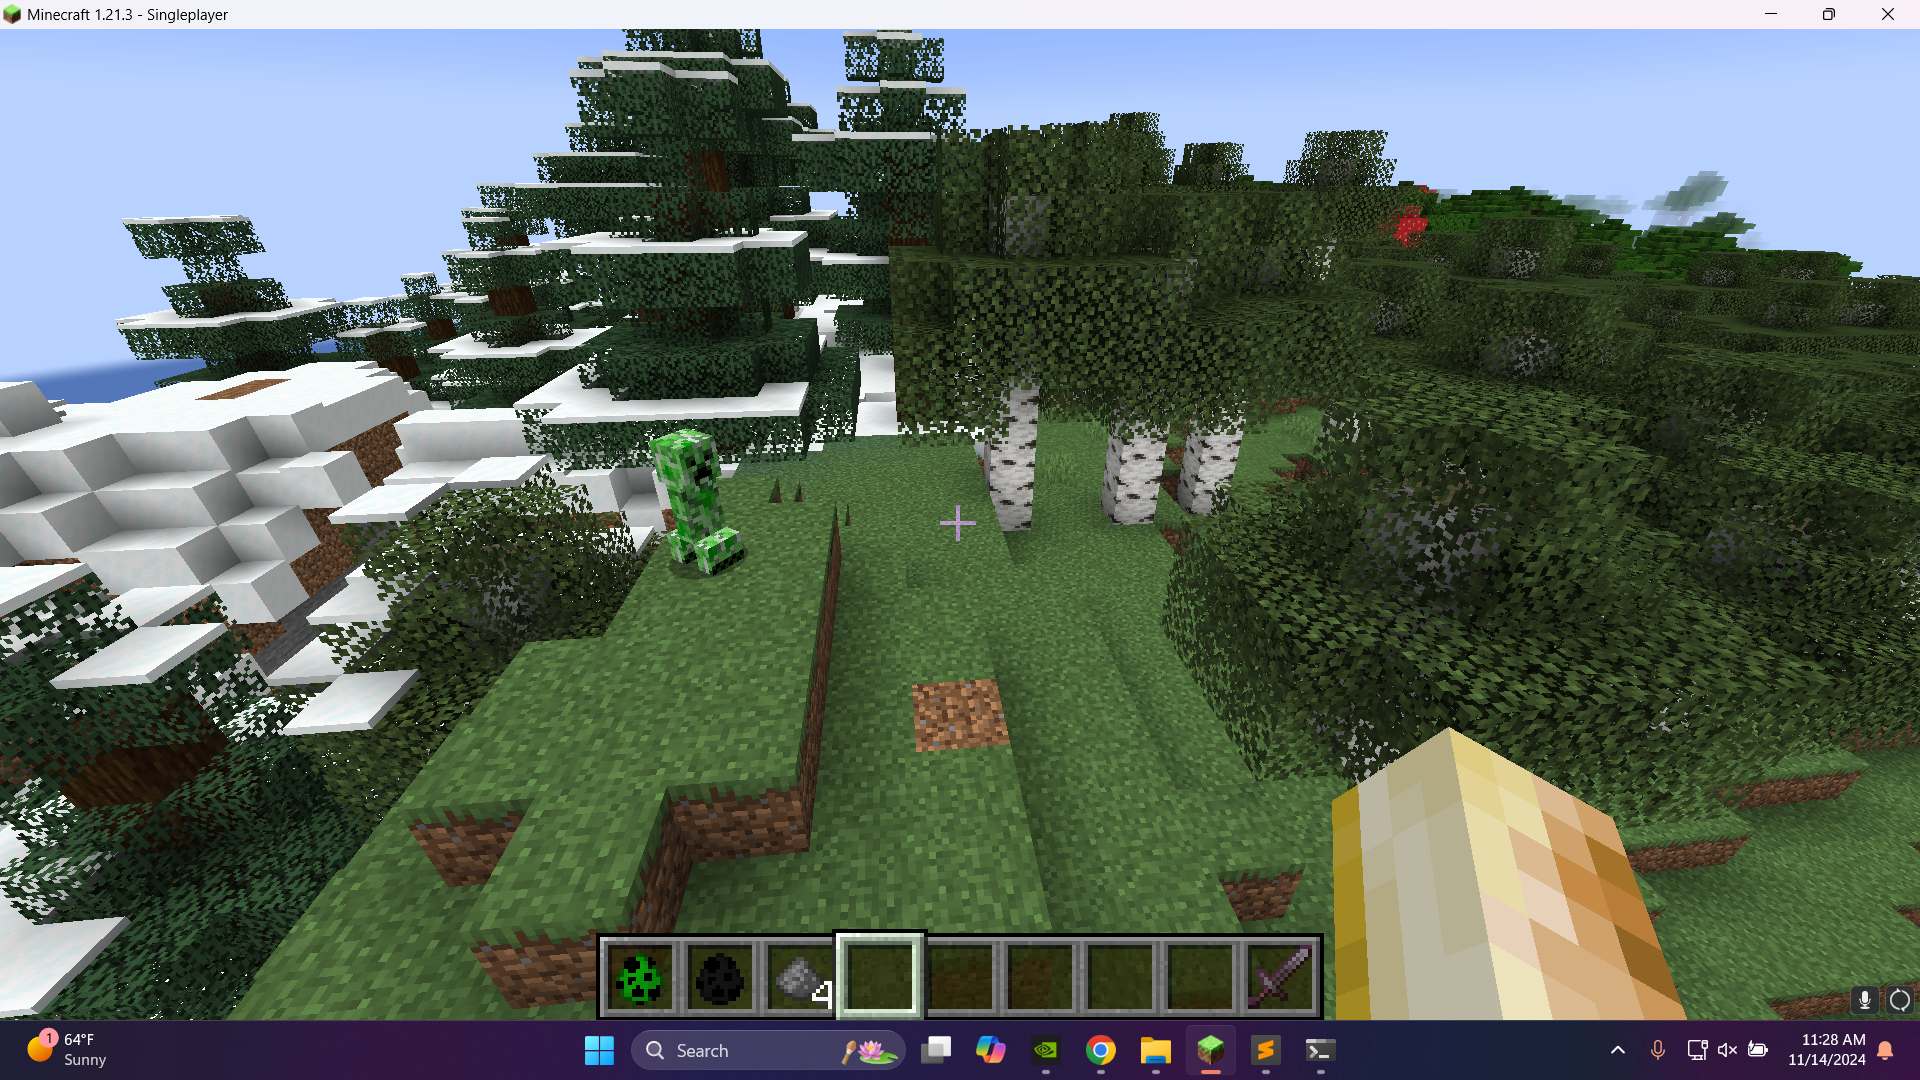 Minecraft 1.21.3 - Singleplayer
4
1
64°F
Sunny
Search
11:28 AM
11/14/2024